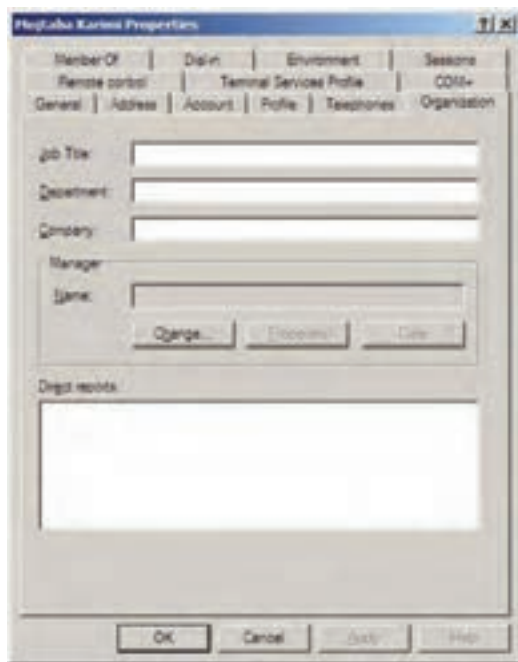 Mojtaba Karimi Properties
Member Of Dial-in Environment Sessions
Remote control Terminal Services Profile COM+
General Address Account Profile Telephones Organization
Job Title:
Department:
Company:
Manager
Name:
Change... Properties Clear
Direct reports:
OK Cancel Apply Help